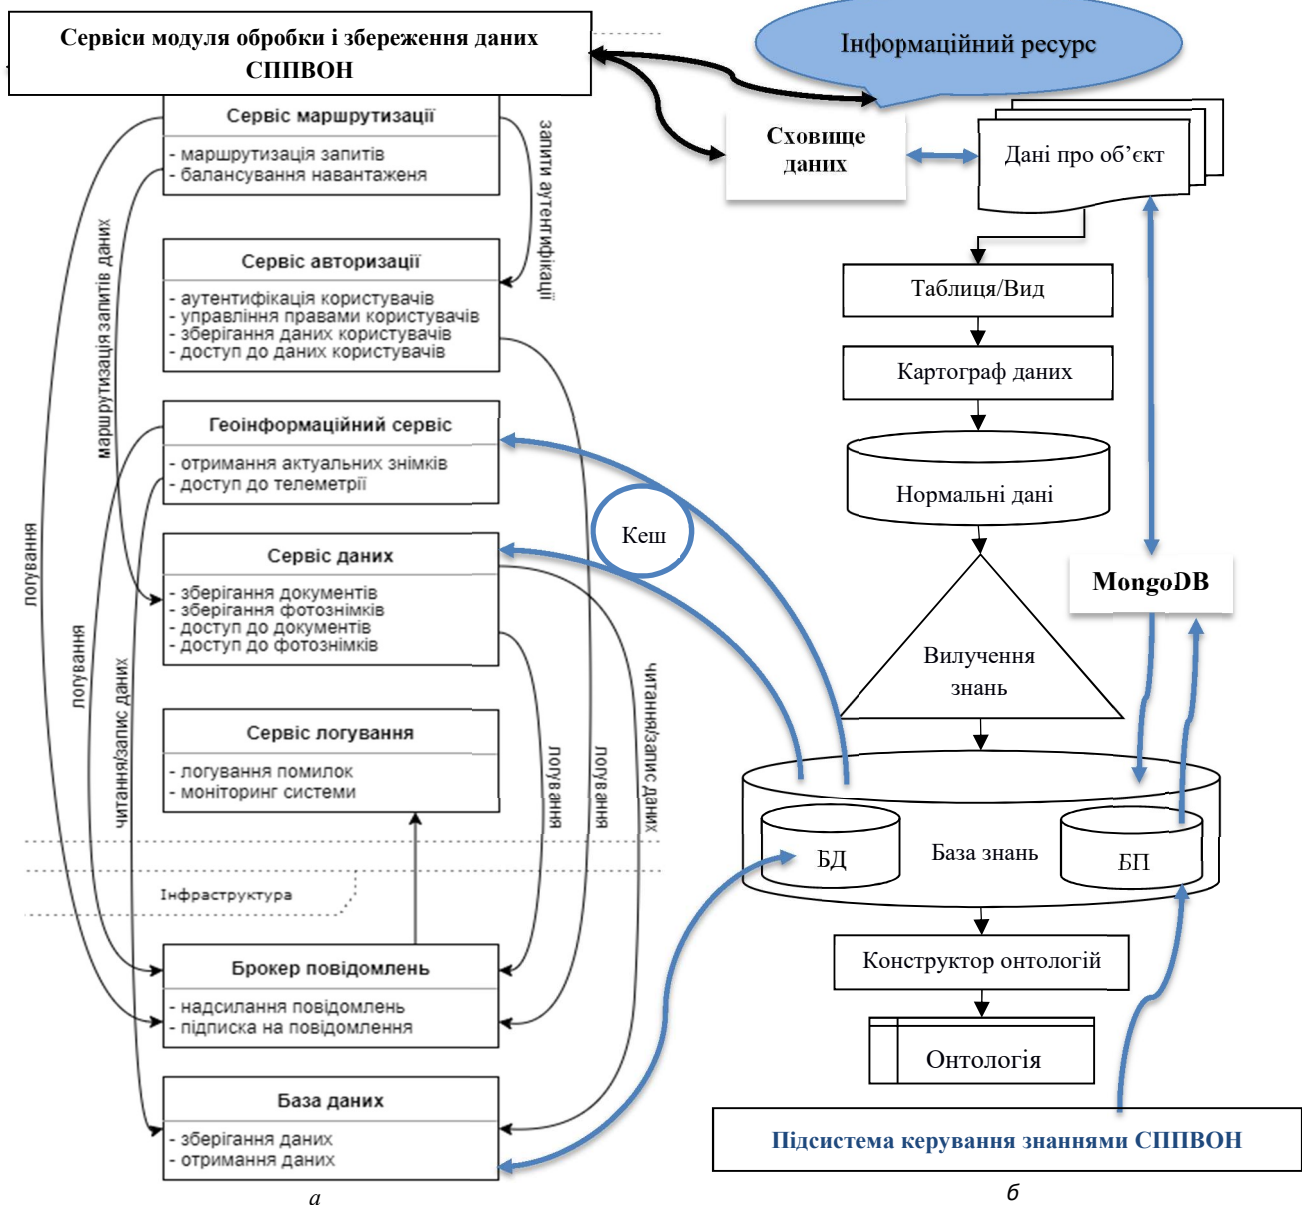 Сервіси модуля обробки і збереження даних
СППВОН
Сервіс маршрутизації
- маршрутизація запитів
- балансування навантаженя
запити аутентифікації
Сервіс авторизації
- аутентифікація користувачів
- управління правами користувачів
- зберігання даних користувачів
- доступ до даних користувачів
маршрутизація запитів даних
Геоінформаційний сервіс
- отримання актуальних знімків
- доступ до телеметрії
логування
Сервіс даних
- зберігання документів
- зберігання фотознімків
- доступ до документів
- доступ до фотознімків
логування
читання/запис даних
Сервіс логування
- логування помилок
- моніторинг системи
логування
логування
читання/запис даних
Інфраструктура
Брокер повідомлень
- надсилання повідомлень
- підписка на повідомлення
База даних
- зберігання даних
- отримання даних
а
Інформаційний ресурс
Сховище
даних
Дані про об’єкт
Таблиця/Вид
Картограф даних
Нормальні дані
Кеш
MongoDB
Вилучення
знань
БД
База знань
БП
Конструктор онтологій
Онтологія
Підсистема керування знаннями СППВОН
б